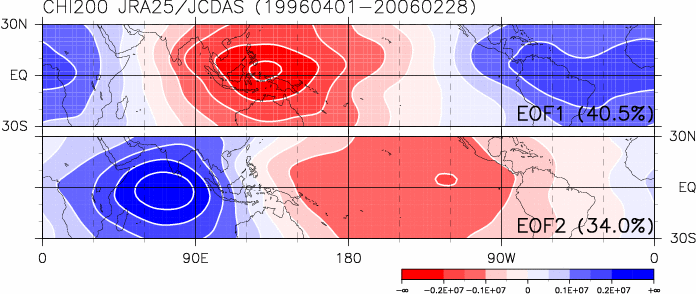 CHI200 JRA25/JCDAS (19960401−20060228)
30N
EQ
EOF1 (40.5%)
30S
30N
EQ
EOF2 (34.0%)
30S
0 90E 180 90W 0
−∞ −0.2E+07 −0.1E+07 0 0.1E+07 0.2E+07 +∞